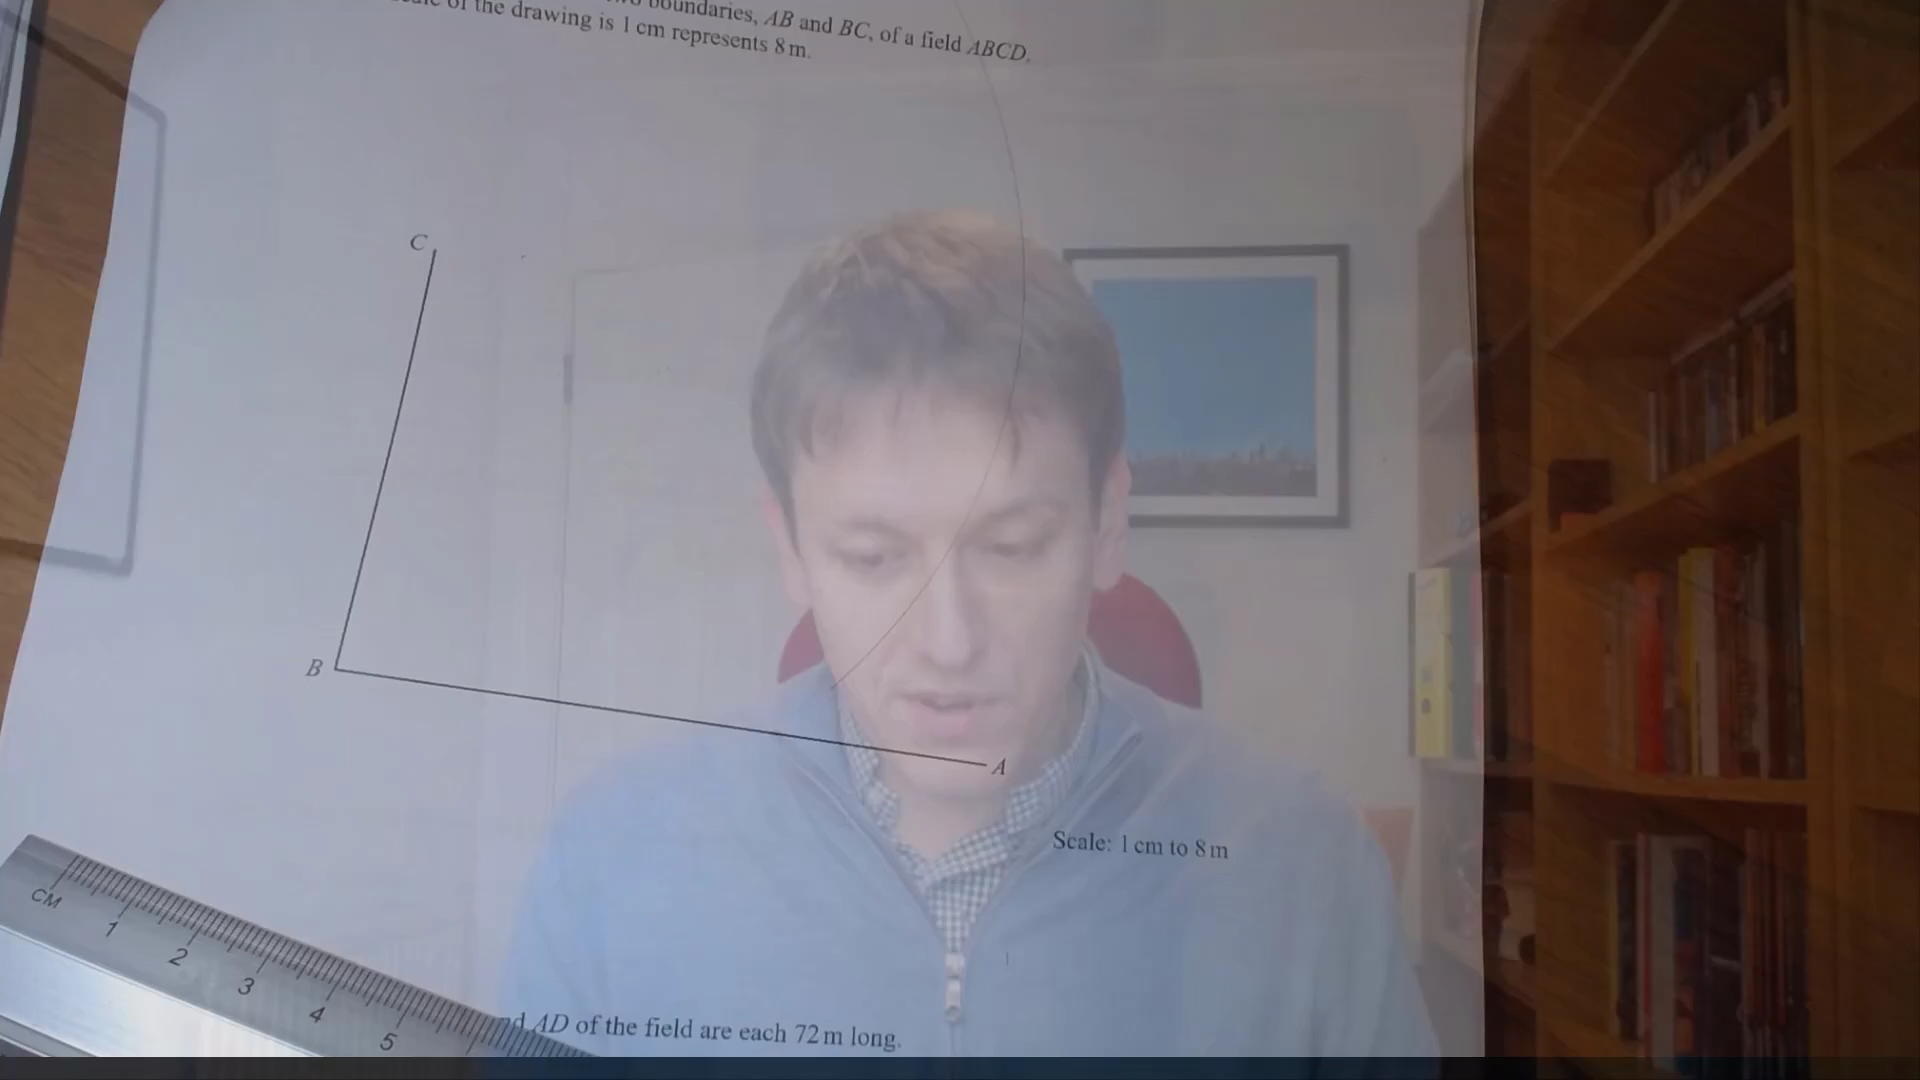 boundaries, AB and BC, of a field ABCD.
of the drawing is 1 cm represents 8 m.
C
B
A
Scale: 1 cm to 8 m
CM
1
2
3
4
5
AD of the field are each 72 m long.